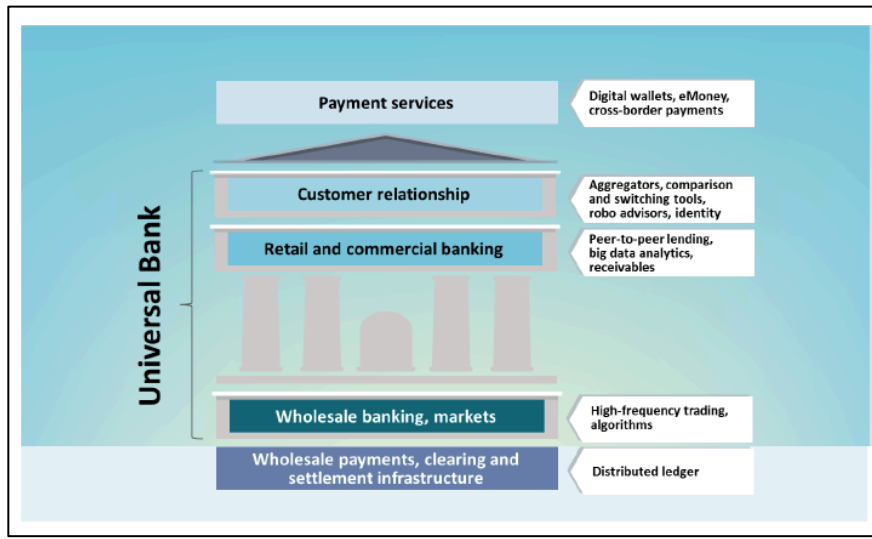 Payment services
Digital wallets, eMoney,
cross-border payments
Universal Bank
Customer relationship
Aggregators, comparison
and switching tools,
robo advisors, identity
Retail and commercial banking
Peer-to-peer lending,
big data analytics,
receivables
Wholesale banking, markets
High-frequency trading,
algorithms
Wholesale payments, clearing and
settlement infrastructure
Distributed ledger